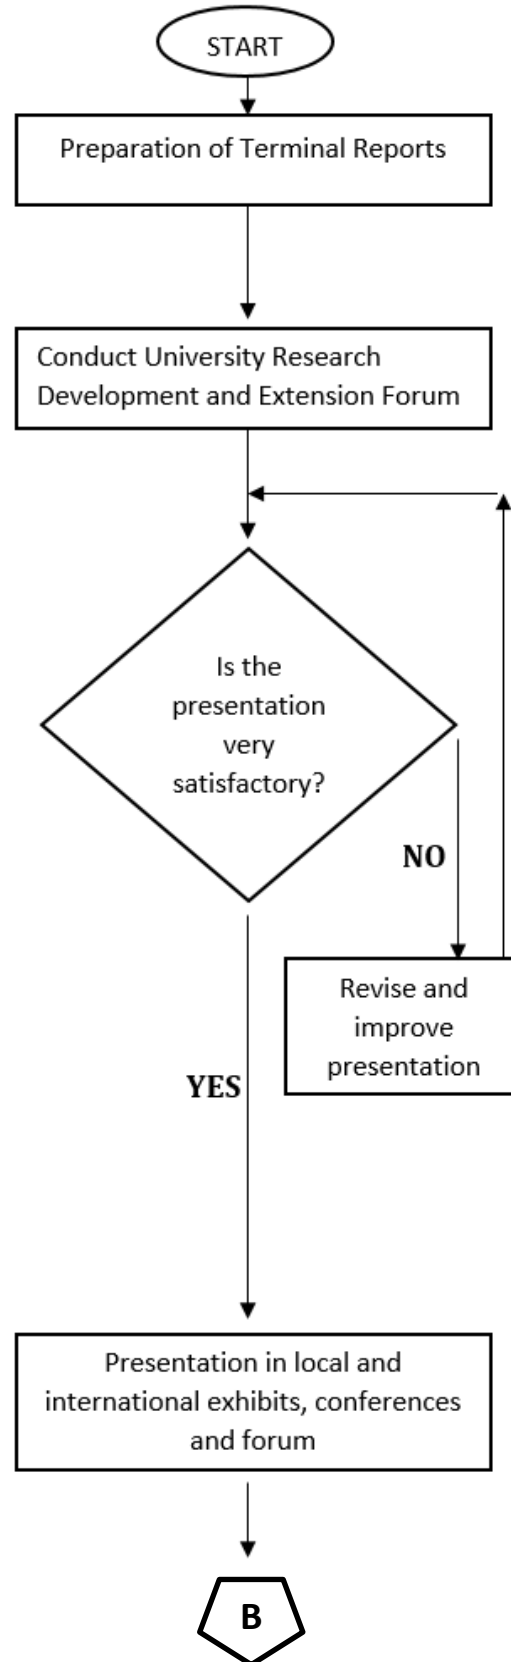 START
Preparation of Terminal Reports
Conduct University Research
Development and Extension Forum
Is the
presentation
very
satisfactory?
NO
Revise and
improve
presentation
YES
Presentation in local and
international exhibits, conferences
and forum
B